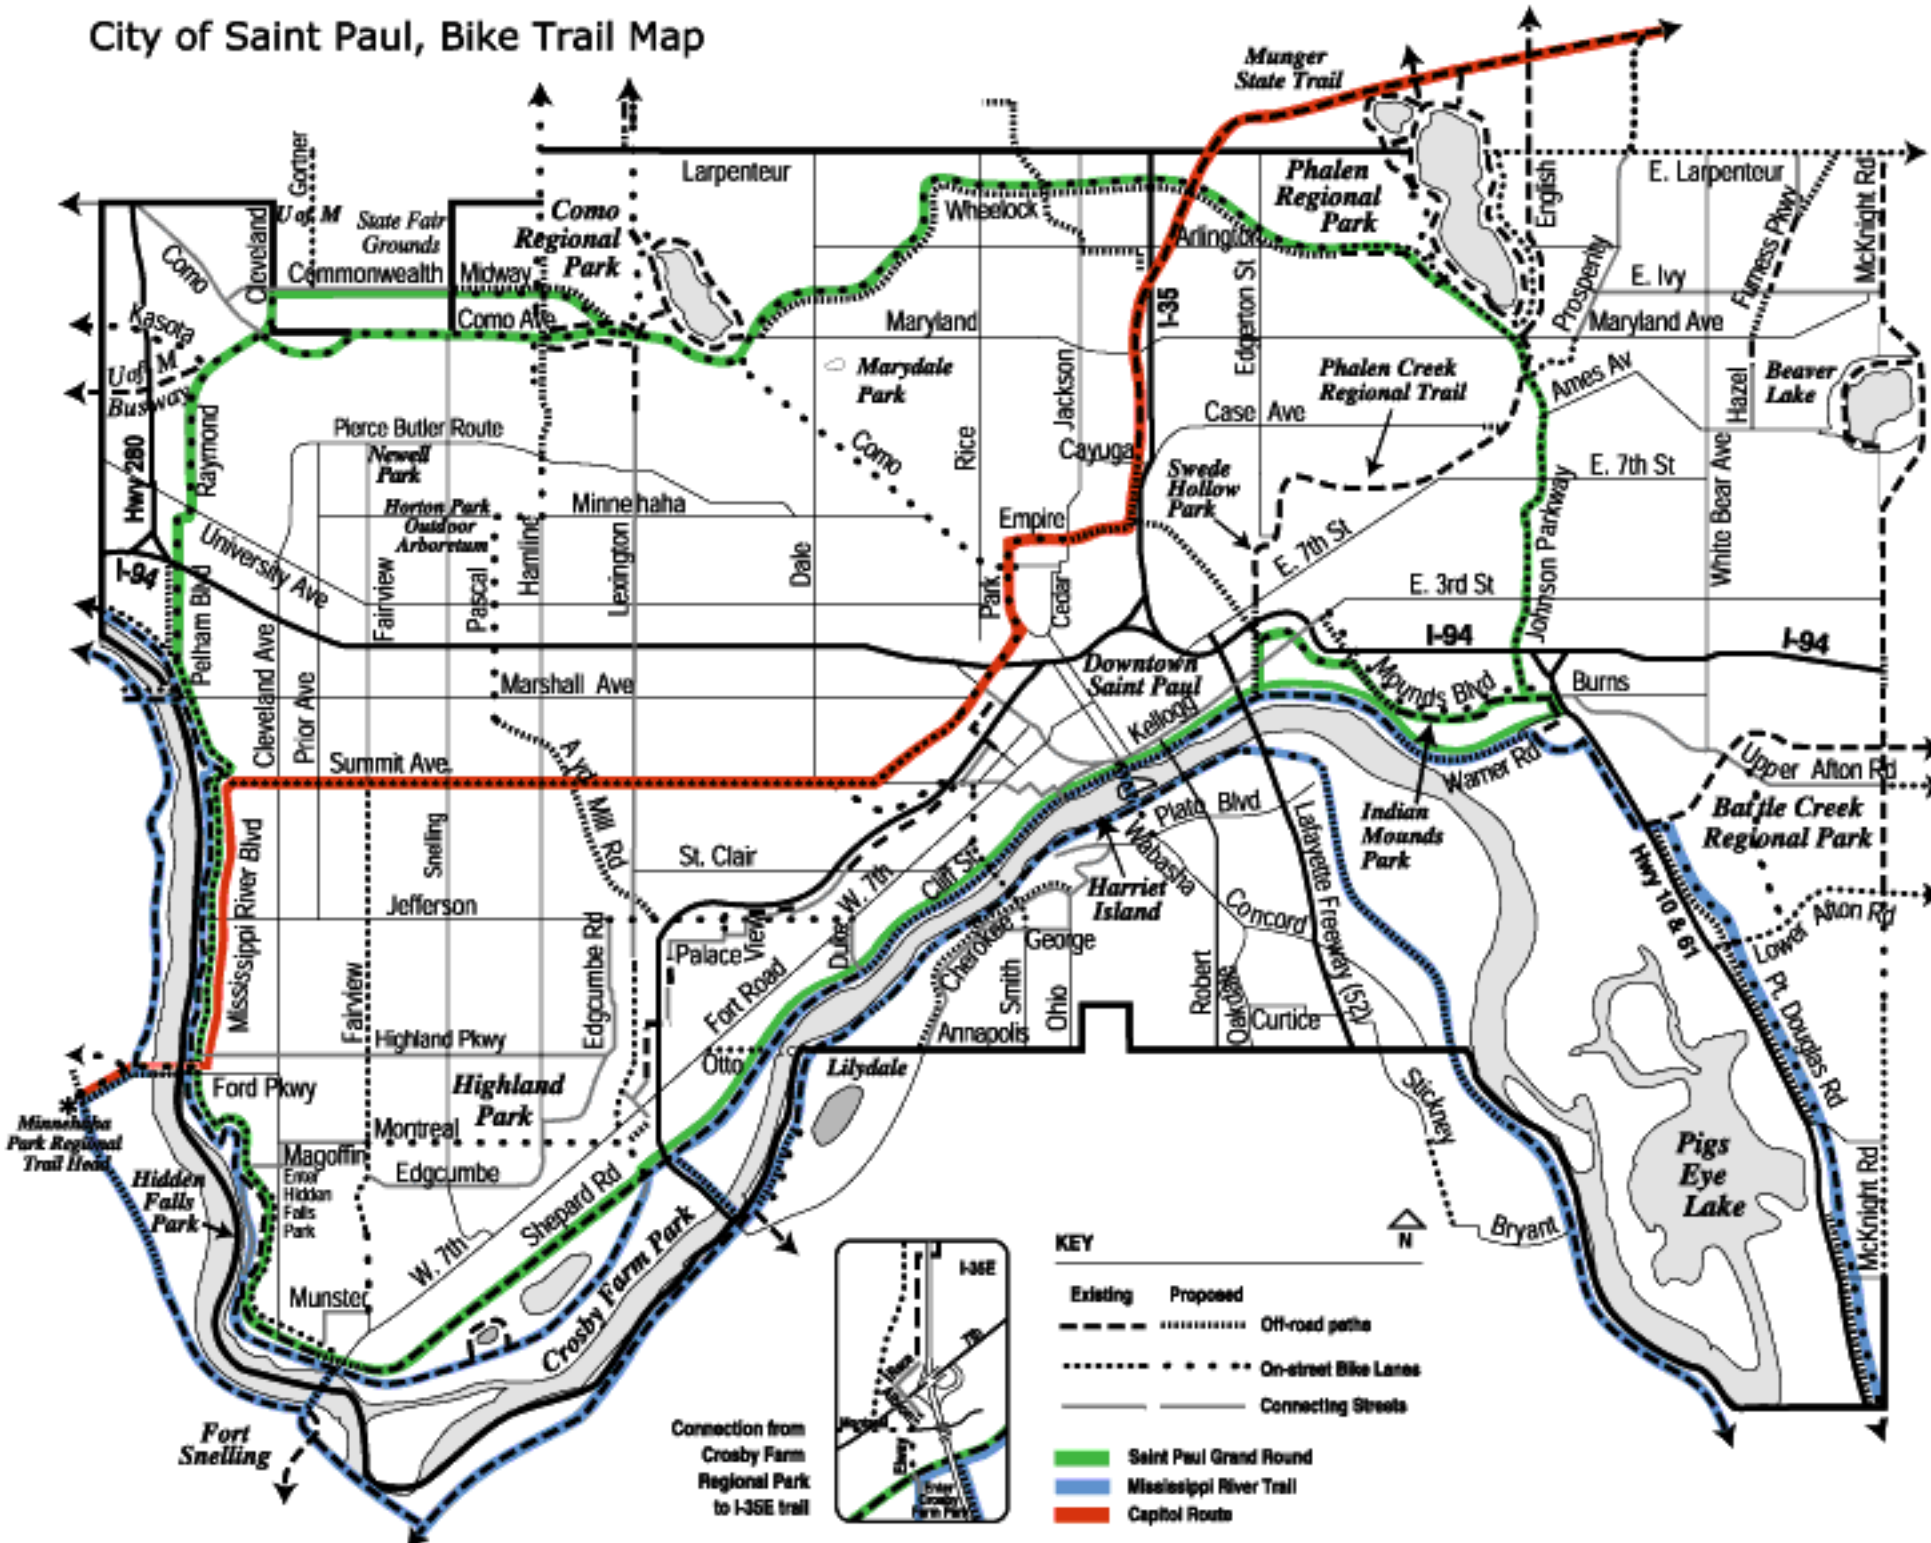 City of Saint Paul, Bike Trail Map
Munger
State Trail
Gortner
U of M
State Fair
Grounds
Cleveland
Como
Commonwealth
Midway
Como Ave
Como
Regional
Park
Larpenteur
Wheelock
Arlington
Phalen
Regional
Park
English
E. Larpenteur
Furness Pkwy
McKnight Rd
Prosperity
E. Ivy
Maryland Ave
Kasota
U of M
Busway
Raymond
Hwy 280
Maryland
Marydale
Park
Como
Rice
Jackson
Cayuga
I-35
Edgerton St
Phalen Creek
Regional Trail
Case Ave
Ames Av
Hazel
Beaver
Lake
Pierce Butler Route
Newell
Park
Horton Park
Outdoor
Arboretum
Minnehaha
Hamline
Lexington
Dale
Empire
Park
Cedar
Swede
Hollow
Park
E. 7th St
E. 7th St
E. 3rd St
Johnson Parkway
White Bear Ave
I-94
University Ave
Pelham Blvd
Fairview
Pascal
Cleveland Ave
Prior Ave
Marshall Ave
Summit Ave
Downtown
Saint Paul
Kellogg
I-94
I-94
Mounds Blvd
Burns
Warner Rd
Upper Afton Rd
Battle Creek
Regional Park
Indian
Mounds
Park
Lower Afton Rd
Hwy 10 & 61
Pt. Douglas Rd
Mississippi River Blvd
Snelling
Mill Rd
St. Clair
Jefferson
W. 7th
Cliff St
Plato Blvd
Wabasha
Harriet
Island
Concord
Lafayette Freeway (52)
Palace
View
Duke
Fort Road
Cherokee
George
Smith
Ohio
Robert
Oakdale
Curtice
Annapolis
Edgcumbe Rd
Fairview
Highland Pkwy
Ford Pkwy
Highland
Park
Otto
Lilydale
Stickney
Bryant
Pigs
Eye
Lake
McKnight Rd
Minnehaha
Park Regional
Trail Head
Montreal
Magoffin
Enter
Hidden
Falls
Park
Edgcumbe
Hidden
Falls
Park
Shepard Rd
W. 7th
Munster
Crosby Farm Park
Fort
Snelling
Connection from
Crosby Farm
Regional Park
to I-35E trail
I-35E
7th
Elway
Enter
Crosby
Farm Park
N
KEY
Existing Proposed
Off-road paths
On-street Bike Lanes
Connecting Streets
Saint Paul Grand Round
Mississippi River Trail
Capitol Route